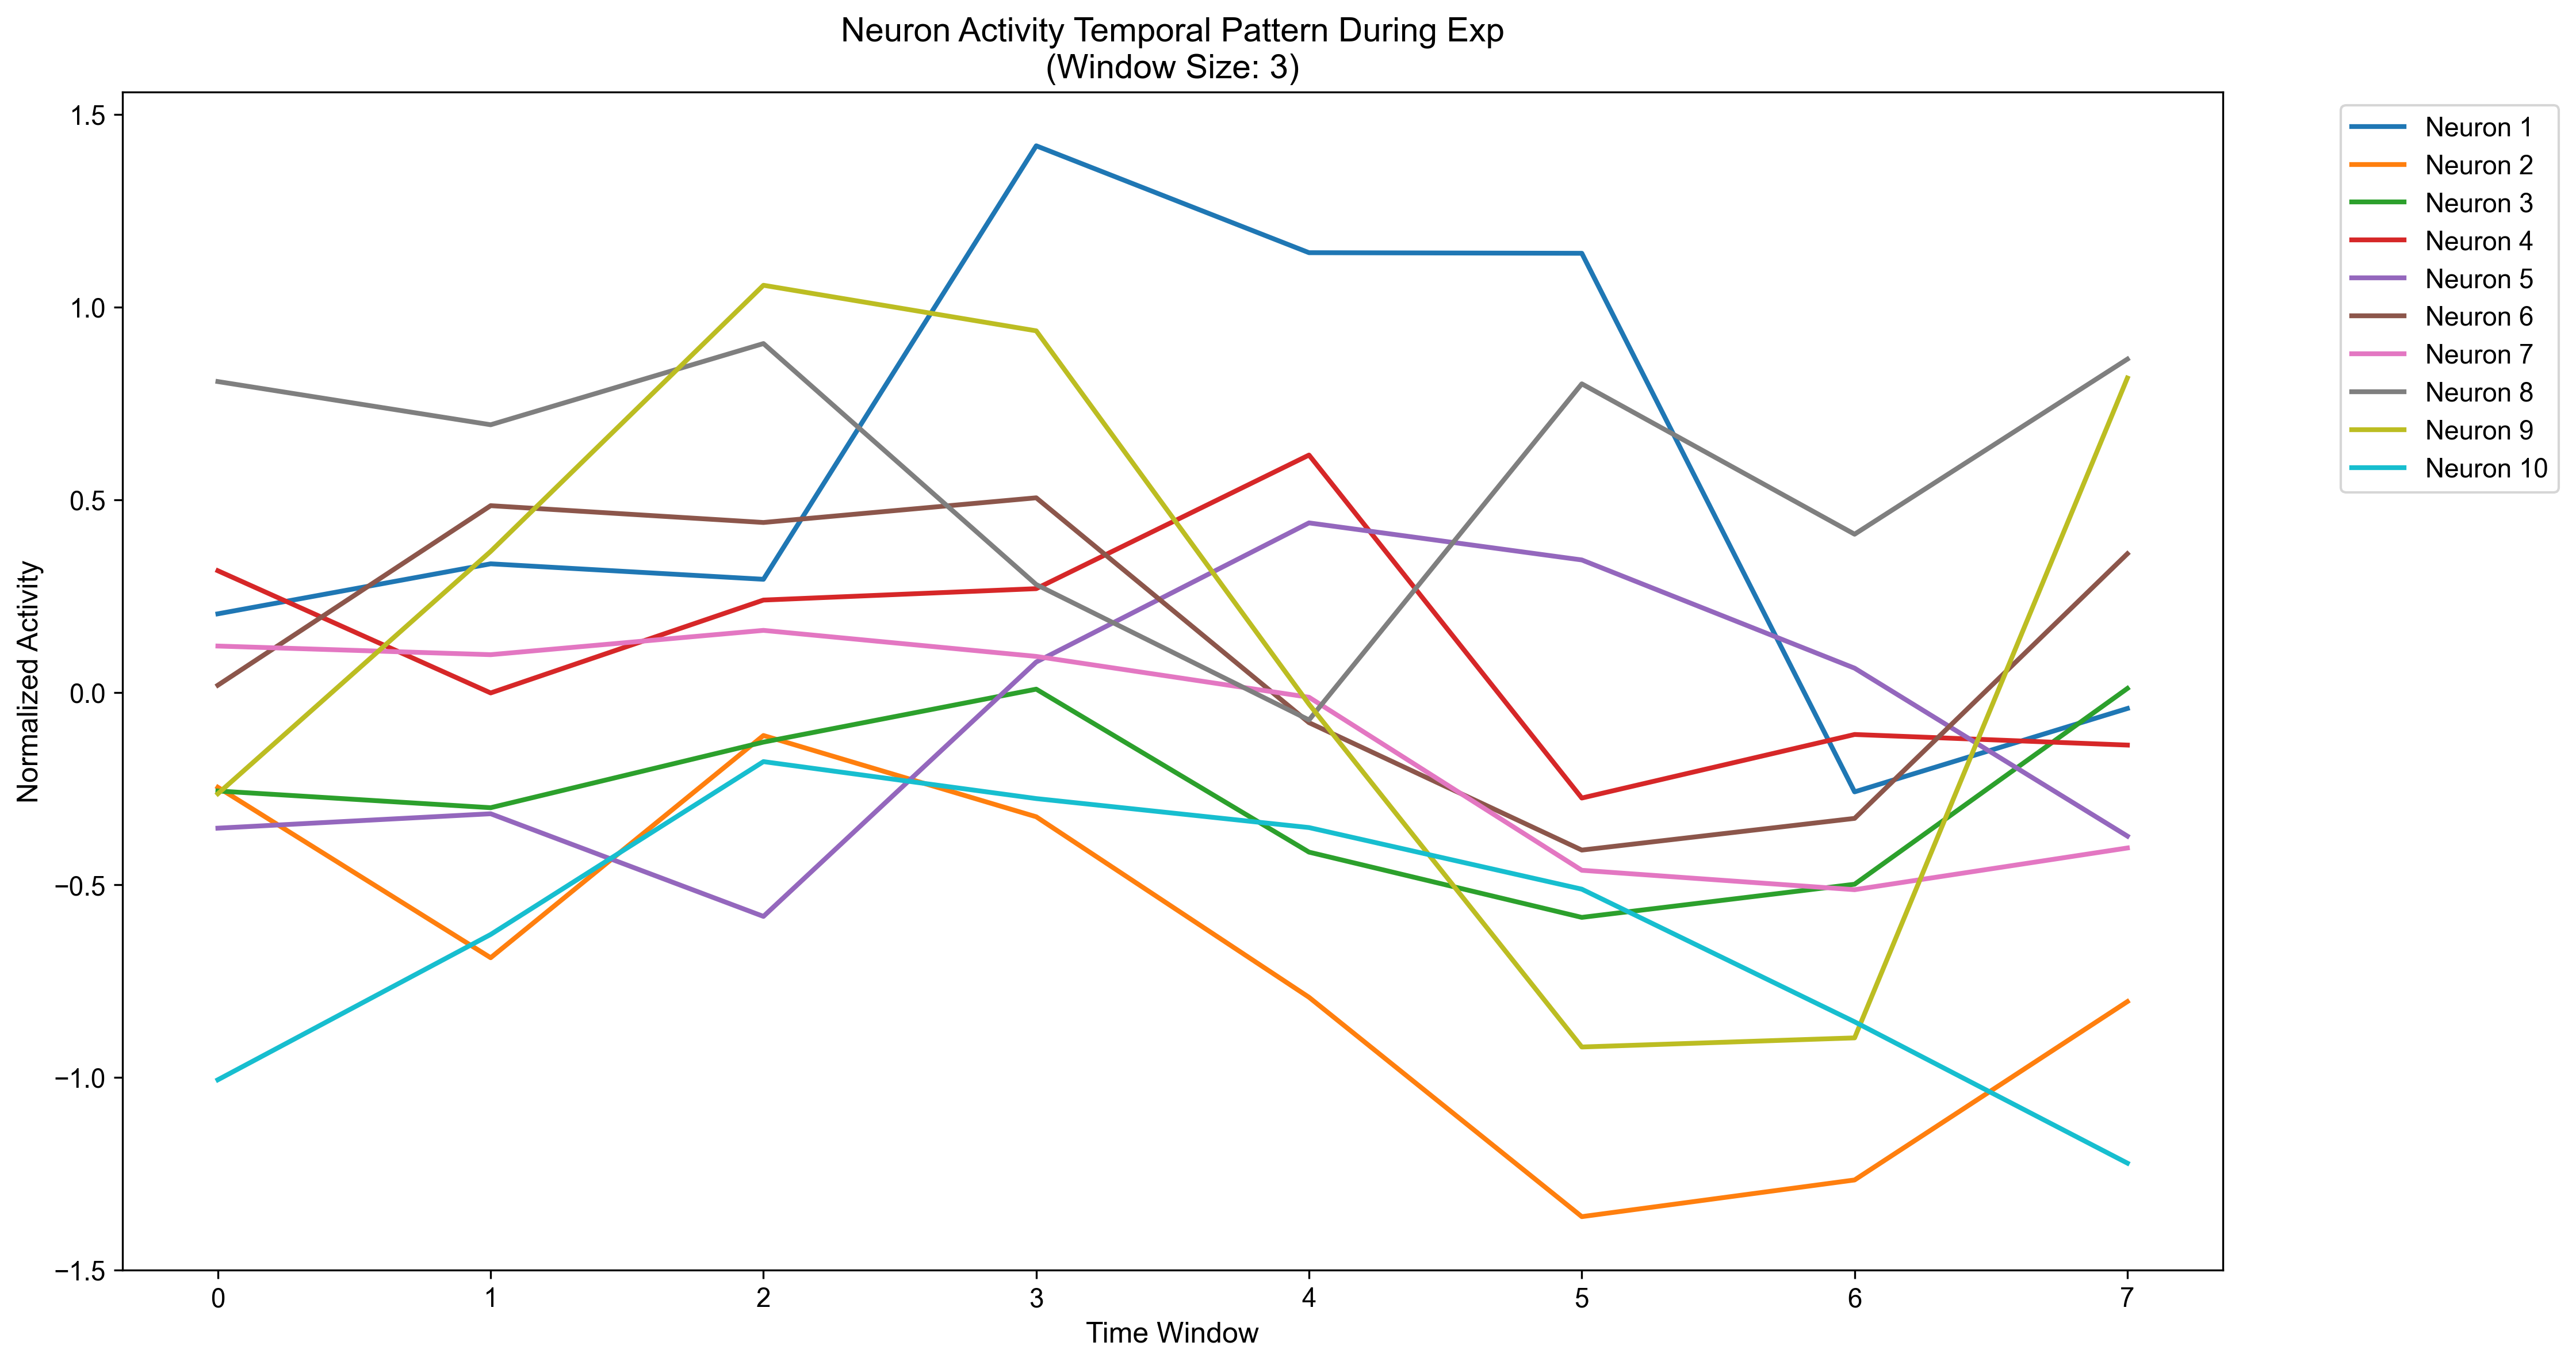 Neuron Activity Temporal Pattern During Exp
(Window Size: 3)
Normalized Activity
1.5
1.0
0.5
0.0
−0.5
−1.0
−1.5
0 1 2 3 4 5 6 7
Time Window
Neuron 1
Neuron 2
Neuron 3
Neuron 4
Neuron 5
Neuron 6
Neuron 7
Neuron 8
Neuron 9
Neuron 10